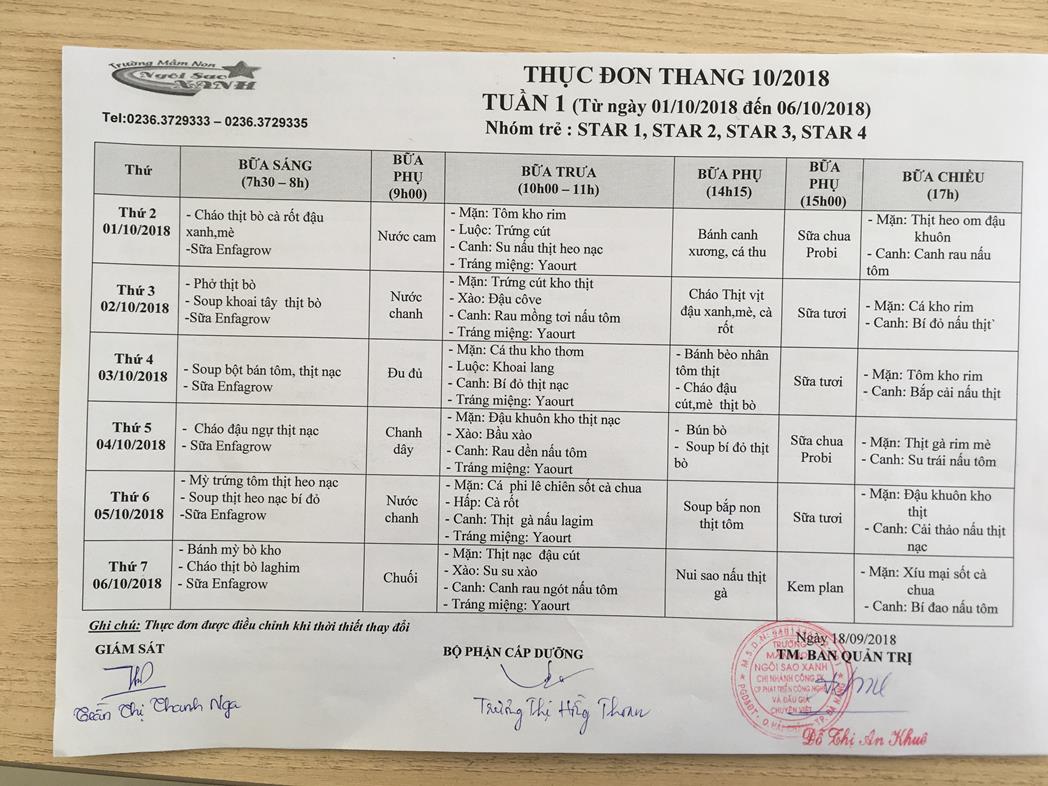 Trường Mầm Non
Ngôi Sao
XANH
Tel:0236.3729333 – 0236.3729335
THỰC ĐƠN THANG 10/2018
TUẦN 1 (Từ ngày 01/10/2018 đến 06/10/2018)
Nhóm trẻ : STAR 1, STAR 2, STAR 3, STAR 4
Thứ
BỮA SÁNG
(7h30 – 8h)
BỮA
PHỤ
(9h00)
BỮA TRƯA
(10h00 – 11h)
BỮA PHỤ
(14h15)
BỮA
PHỤ
(15h00)
BỮA CHIỀU
(17h)
Thứ 2
01/10/2018
- Cháo thịt bò cà rốt đậu
xanh,mè
-Sữa Enfagrow
Nước cam
- Mặn: Tôm kho rim
- Luộc: Trứng cút
- Canh: Su nấu thịt heo nạc
- Tráng miệng: Yaourt
Bánh canh
xương, cá thu
Sữa chua
Probi
- Mặn: Thịt heo om đậu
khuôn
- Canh: Canh rau nấu
tôm
Thứ 3
02/10/2018
- Phở thịt bò
- Soup khoai tây thịt bò
-Sữa Enfagrow
Nước
chanh
- Mặn: Trứng cút kho thịt
- Xào: Đậu côve
- Canh: Rau mồng tơi nấu tôm
- Tráng miệng: Yaourt
Cháo Thịt vịt
đậu xanh,mè, cà
rốt
Sữa tươi
- Mặn: Cá kho rim
- Canh: Bí đỏ nấu thịt`
Thứ 4
03/10/2018
- Soup bột bán tôm, thịt nạc
- Sữa Enfagrow
Đu đủ
- Mặn: Cá thu kho thơm
- Luộc: Khoai lang
- Canh: Bí đỏ thịt nạc
- Tráng miệng: Yaourt
- Bánh bèo nhân
tôm thịt
- Cháo đậu
cút,mè thịt bò
Sữa tươi
- Mặn: Tôm kho rim
- Canh: Bắp cải nấu thịt
Thứ 5
04/10/2018
- Cháo đậu ngự thịt nạc
- Sữa Enfagrow
Chanh
dây
- Mặn: Đậu khuôn kho thịt nạc
- Xào: Bầu xào
- Canh: Rau dền nấu tôm
- Tráng miệng: Yaourt
- Bún bò
- Soup bí đỏ thịt
bò
Sữa chua
Probi
- Mặn: Thịt gà rim mè
- Canh: Su trái nấu tôm
Thứ 6
05/10/2018
- Mỳ trứng tôm thịt heo nạc
- Soup thịt heo nạc bí đỏ
-Sữa Enfagrow
Nước
chanh
- Mặn: Cá phi lê chiên sốt cà chua
- Hấp: Cà rốt
- Canh: Thịt gà nấu lagim
- Tráng miệng: Yaourt
Soup bắp non
thịt tôm
Sữa tươi
- Mặn: Đậu khuôn kho
thịt
- Canh: Cải thảo nấu thịt
nạc
Thứ 7
06/10/2018
- Bánh mỳ bò kho
- Cháo thịt bò laghim
- Sữa Enfagrow
Chuối
- Mặn: Thịt nạc đậu cút
- Xào: Su su xào
- Canh: Canh rau ngót nấu tôm
- Tráng miệng: Yaourt
Nui sao nấu thịt
gà
Kem plan
- Mặn: Xíu mại sốt cà
chua
- Canh: Bí đao nấu tôm
Ghi chú: Thực đơn được điều chỉnh khi thời thiết thay đổi
GIÁM SÁT
BỘ PHẬN CẤP DƯỠNG
Ngày 18/09/2018
TM. BAN QUẢN TRỊ
TRƯỜNG
NGÔI SAO XANH
CHI NHÁNH CÔNG TY
CP PHÁT TRIỂN CÔNG NGHỆ
VÀ ĐẤU GIÁ
CHUYÊN VIỆT
Trần Thị Thanh Nga
Trương Thị Hồng Thoan
Đỗ Thị An Khuê